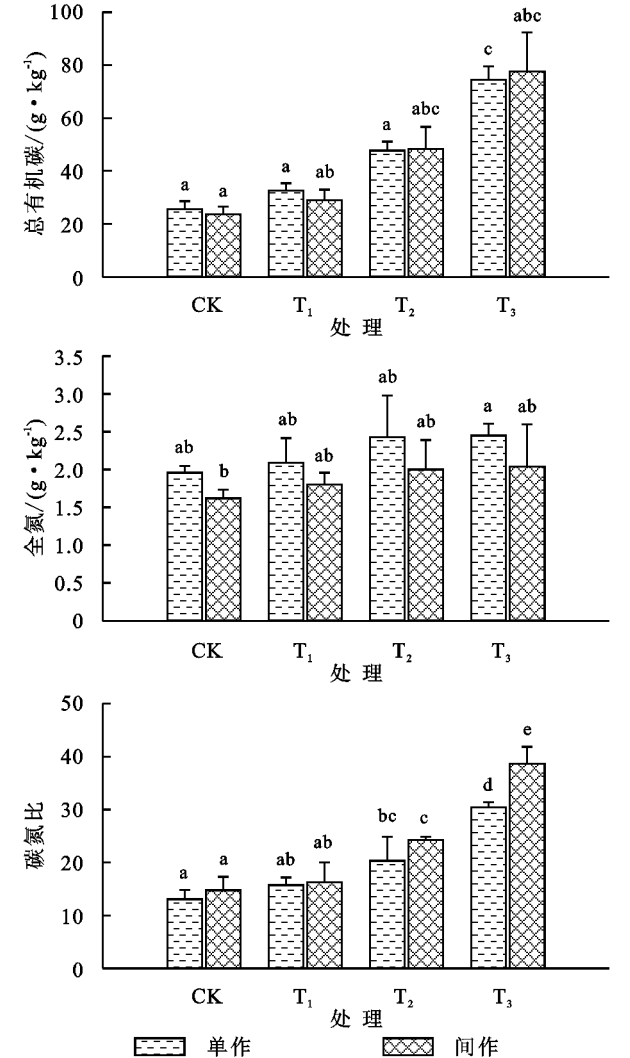 总有机碳/(g·kg⁻¹)
100
80
60
40
20
0
a a a ab a abc c abc
CK T₁ T₂ T₃
处 理
全氮/(g·kg⁻¹)
3.5
3.0
2.5
2.0
1.5
1.0
0.5
0
ab b ab ab ab ab a ab
CK T₁ T₂ T₃
处 理
碳氮比
50
40
30
20
10
0
a a ab ab bc c d e
CK T₁ T₂ T₃
处 理
单作 间作